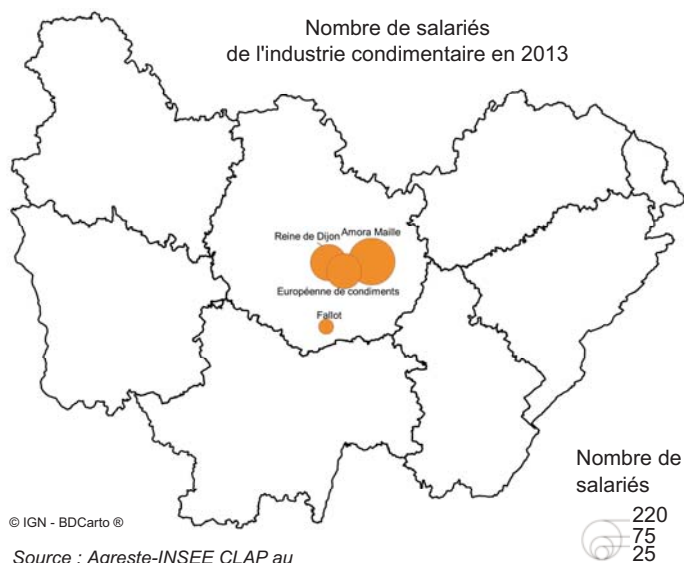 Nombre de salariés
de l'industrie condimentaire en 2013
Reine de Dijon
Amora Maille
Européenne de condiments
Fallot
Nombre de
salariés
220
75
25
© IGN - BDCarto ®
Source : Agreste-INSEE CLAP au